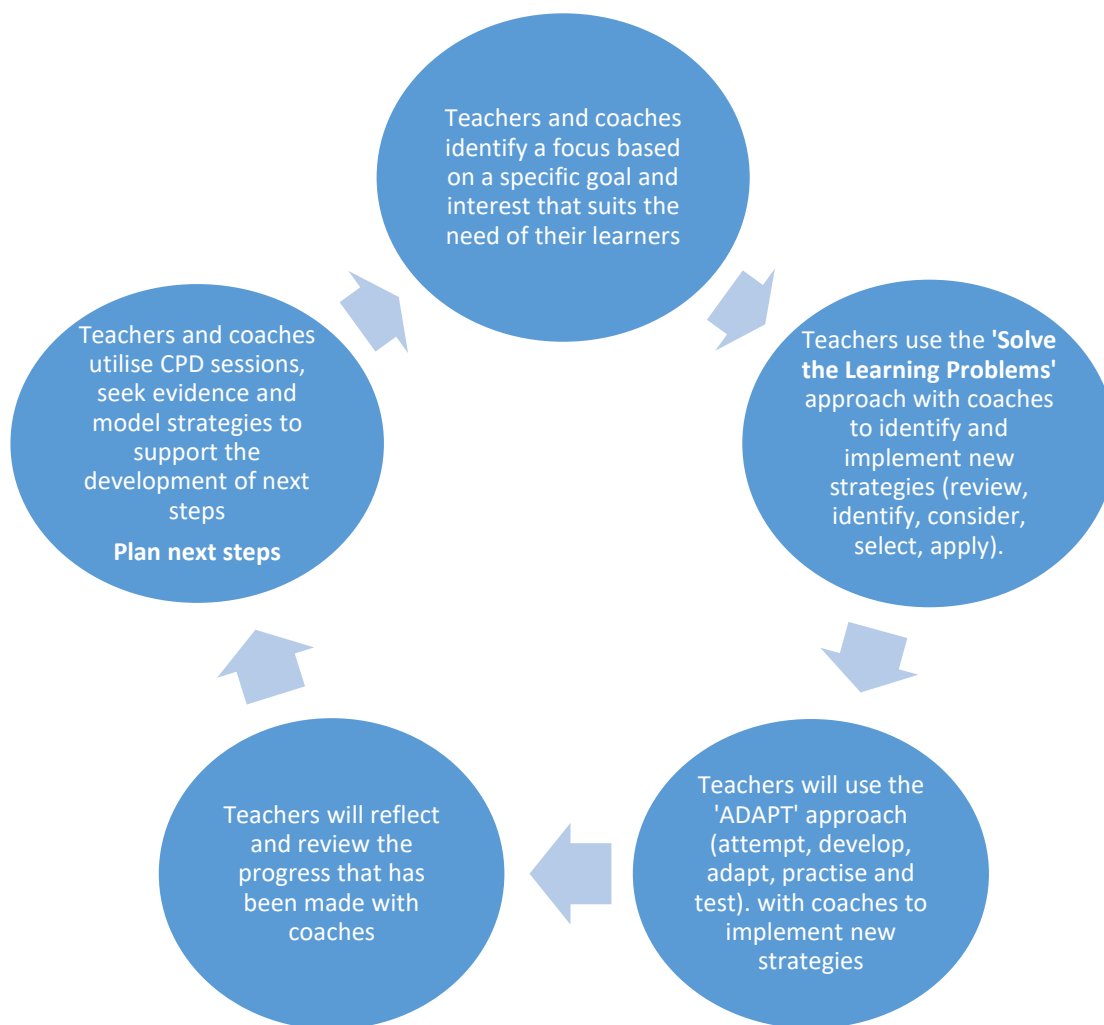 Teachers and coaches
identify a focus based
on a specific goal and
interest that suits the
need of their learners
Teachers use the 'Solve
the Learning Problems'
approach with coaches
to identify and
implement new
strategies (review,
identify, consider,
select, apply).
Teachers will use the
'ADAPT' approach
(attempt, develop,
adapt, practise and
test). with coaches to
implement new
strategies
Teachers will reflect
and review the
progress that has
been made with
coaches
Teachers and coaches
utilise CPD sessions,
seek evidence and
model strategies to
support the
development of next
steps
Plan next steps